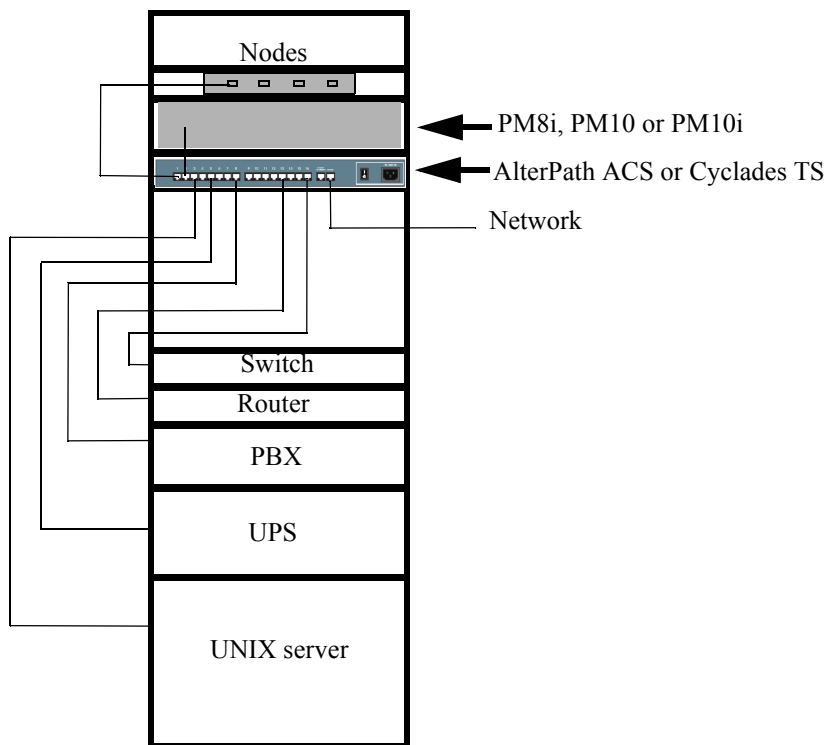 Nodes
PM8i, PM10 or PM10i
AlterPath ACS or Cyclades TS
Network
Switch
Router
PBX
UPS
UNIX server